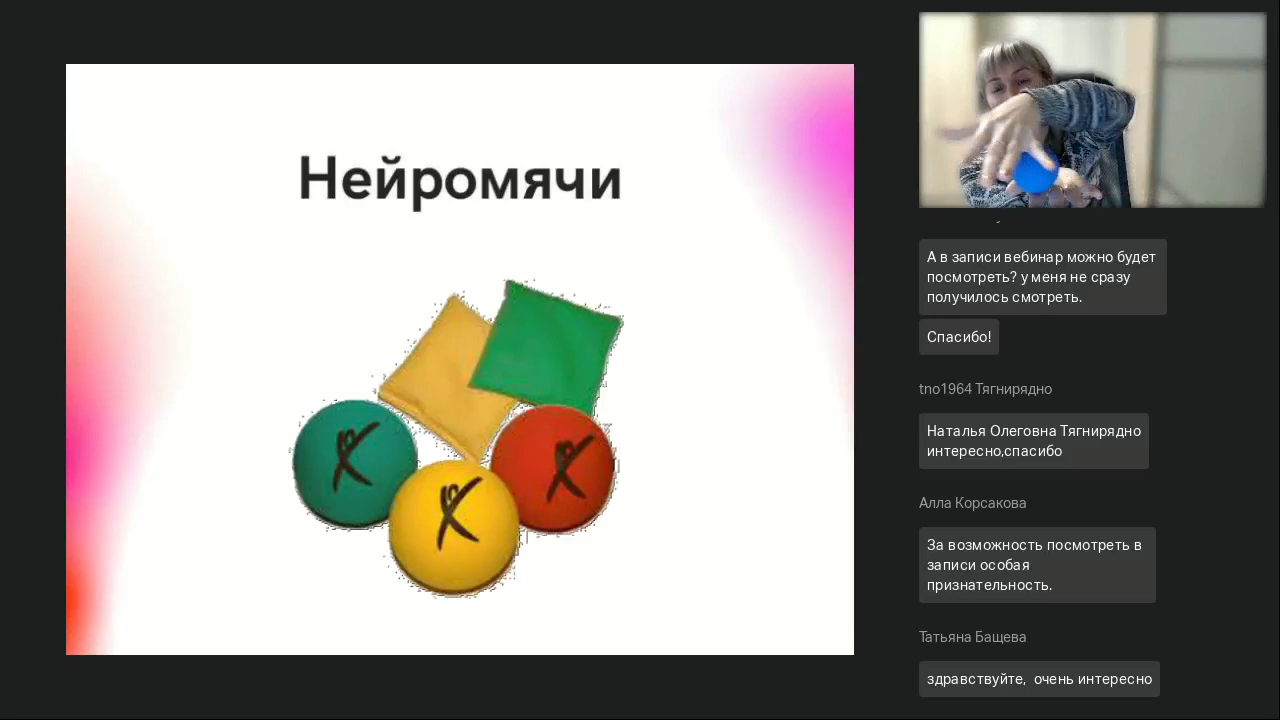 Нейромячи
А в записи вебинар можно будет
посмотреть? у меня не сразу
получилось смотреть.
Спасибо!
tno1964 Тягнирядно
Наталья Олеговна Тягнирядно
интересно,спасибо
Алла Корсакова
За возможность посмотреть в
записи особая
признательность.
Татьяна Бащева
здравствуйте,  очень интересно